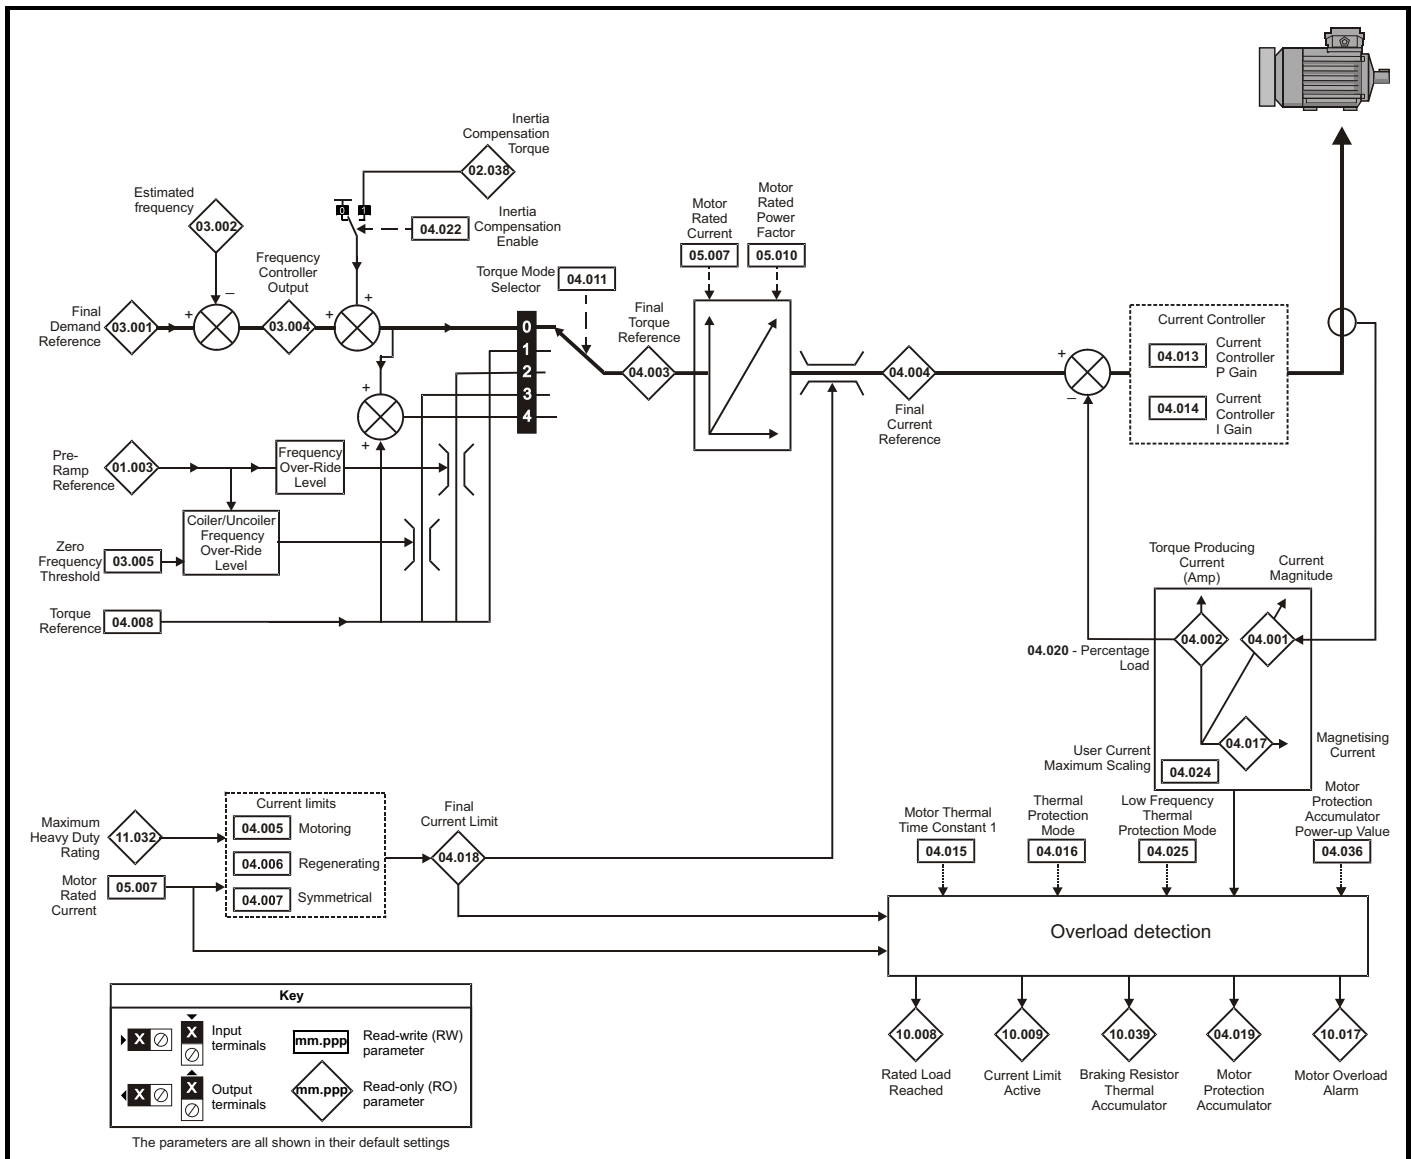 Inertia
Compensation
Torque
02.038
Estimated
frequency
03.002
0
1
04.022
Inertia
Compensation
Enable
Motor
Rated
Current
05.007
Motor
Rated
Power
Factor
05.010
Frequency
Controller
Output
Torque Mode
Selector
04.011
Final
Demand
Reference
03.001
+
–
03.004
+
+
0
1
2
3
4
Final
Torque
Reference
04.003
04.004
Final
Current
Reference
+
–
Current Controller
04.013
Current
Controller
P Gain
04.014
Current
Controller
I Gain
+
+
Pre-
Ramp
Reference
01.003
Frequency
Over-Ride
Level
Coiler/Uncoiler
Frequency
Over-Ride
Level
Zero
Frequency
Threshold
03.005
Torque
Reference
04.008
Torque Producing
Current
(Amp)
Current
Magnitude
04.002
04.001
04.020 - Percentage
Load
04.017
Magnetising
Current
User Current
Maximum Scaling
04.024
Maximum
Heavy Duty
Rating
11.032
Motor
Rated
Current
05.007
Current limits
04.005
Motoring
04.006
Regenerating
04.007
Symmetrical
Final
Current Limit
04.018
Motor Thermal
Time Constant 1
04.015
Thermal
Protection
Mode
04.016
Low Frequency
Thermal
Protection Mode
04.025
Motor
Protection
Accumulator
Power-up Value
04.036
Overload detection
10.008
Rated Load
Reached
10.009
Current Limit
Active
10.039
Braking Resistor
Thermal
Accumulator
04.019
Motor
Protection
Accumulator
10.017
Motor Overload
Alarm
Key
X
X
Input
terminals
mm.ppp
Read-write (RW)
parameter
X
X
Output
terminals
mm.ppp
Read-only (RO)
parameter
The parameters are all shown in their default settings